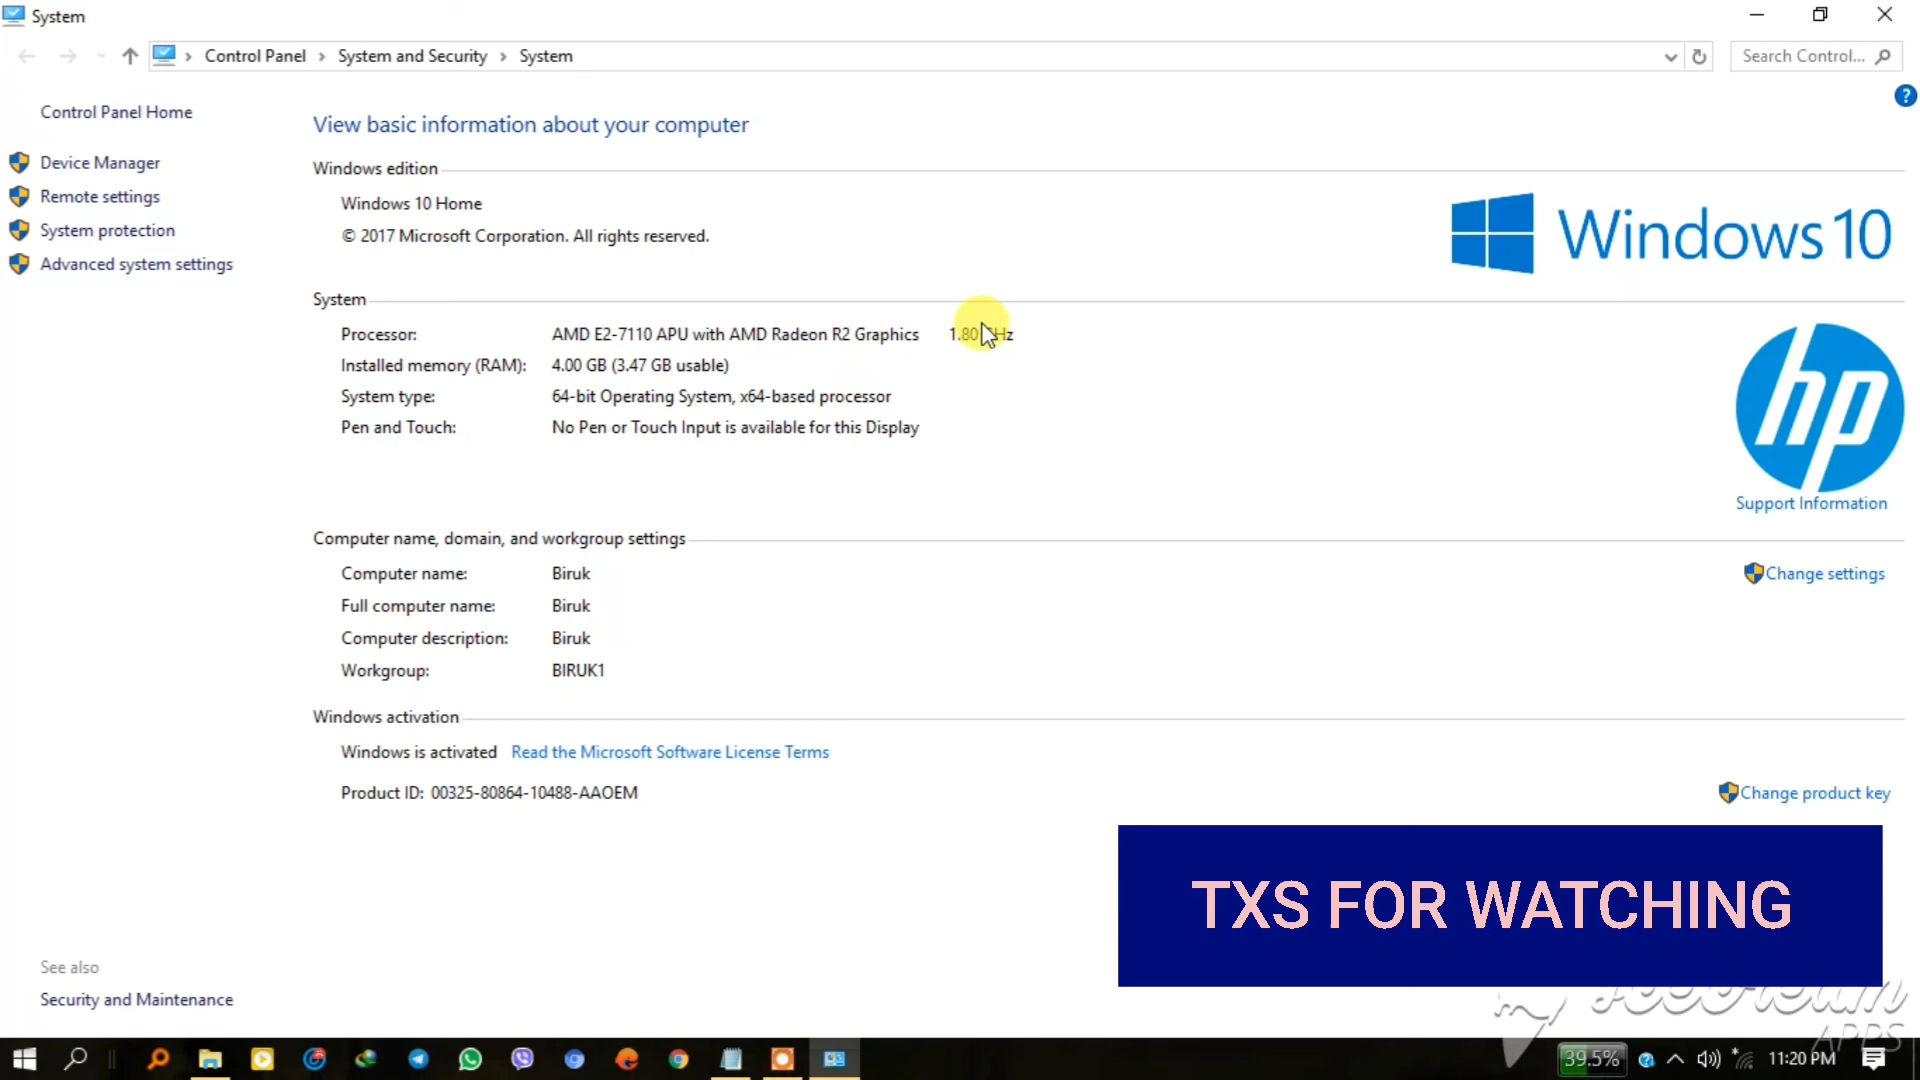 System
Control Panel › System and Security › System
Search Control...
Control Panel Home
Device Manager
Remote settings
System protection
Advanced system settings
View basic information about your computer
Windows edition
Windows 10 Home
© 2017 Microsoft Corporation. All rights reserved.
Windows 10
System
Processor: AMD E2-7110 APU with AMD Radeon R2 Graphics 1.80 GHz
Installed memory (RAM): 4.00 GB (3.47 GB usable)
System type: 64-bit Operating System, x64-based processor
Pen and Touch: No Pen or Touch Input is available for this Display
hp
Support Information
Computer name, domain, and workgroup settings
Computer name: Biruk
Change settings
Full computer name: Biruk
Computer description: Biruk
Workgroup: BIRUK1
Windows activation
Windows is activated Read the Microsoft Software License Terms
Product ID: 00325-80864-10488-AAOEM
Change product key
TXS FOR WATCHING
See also
Security and Maintenance
APPS
39.5%
11:20 PM